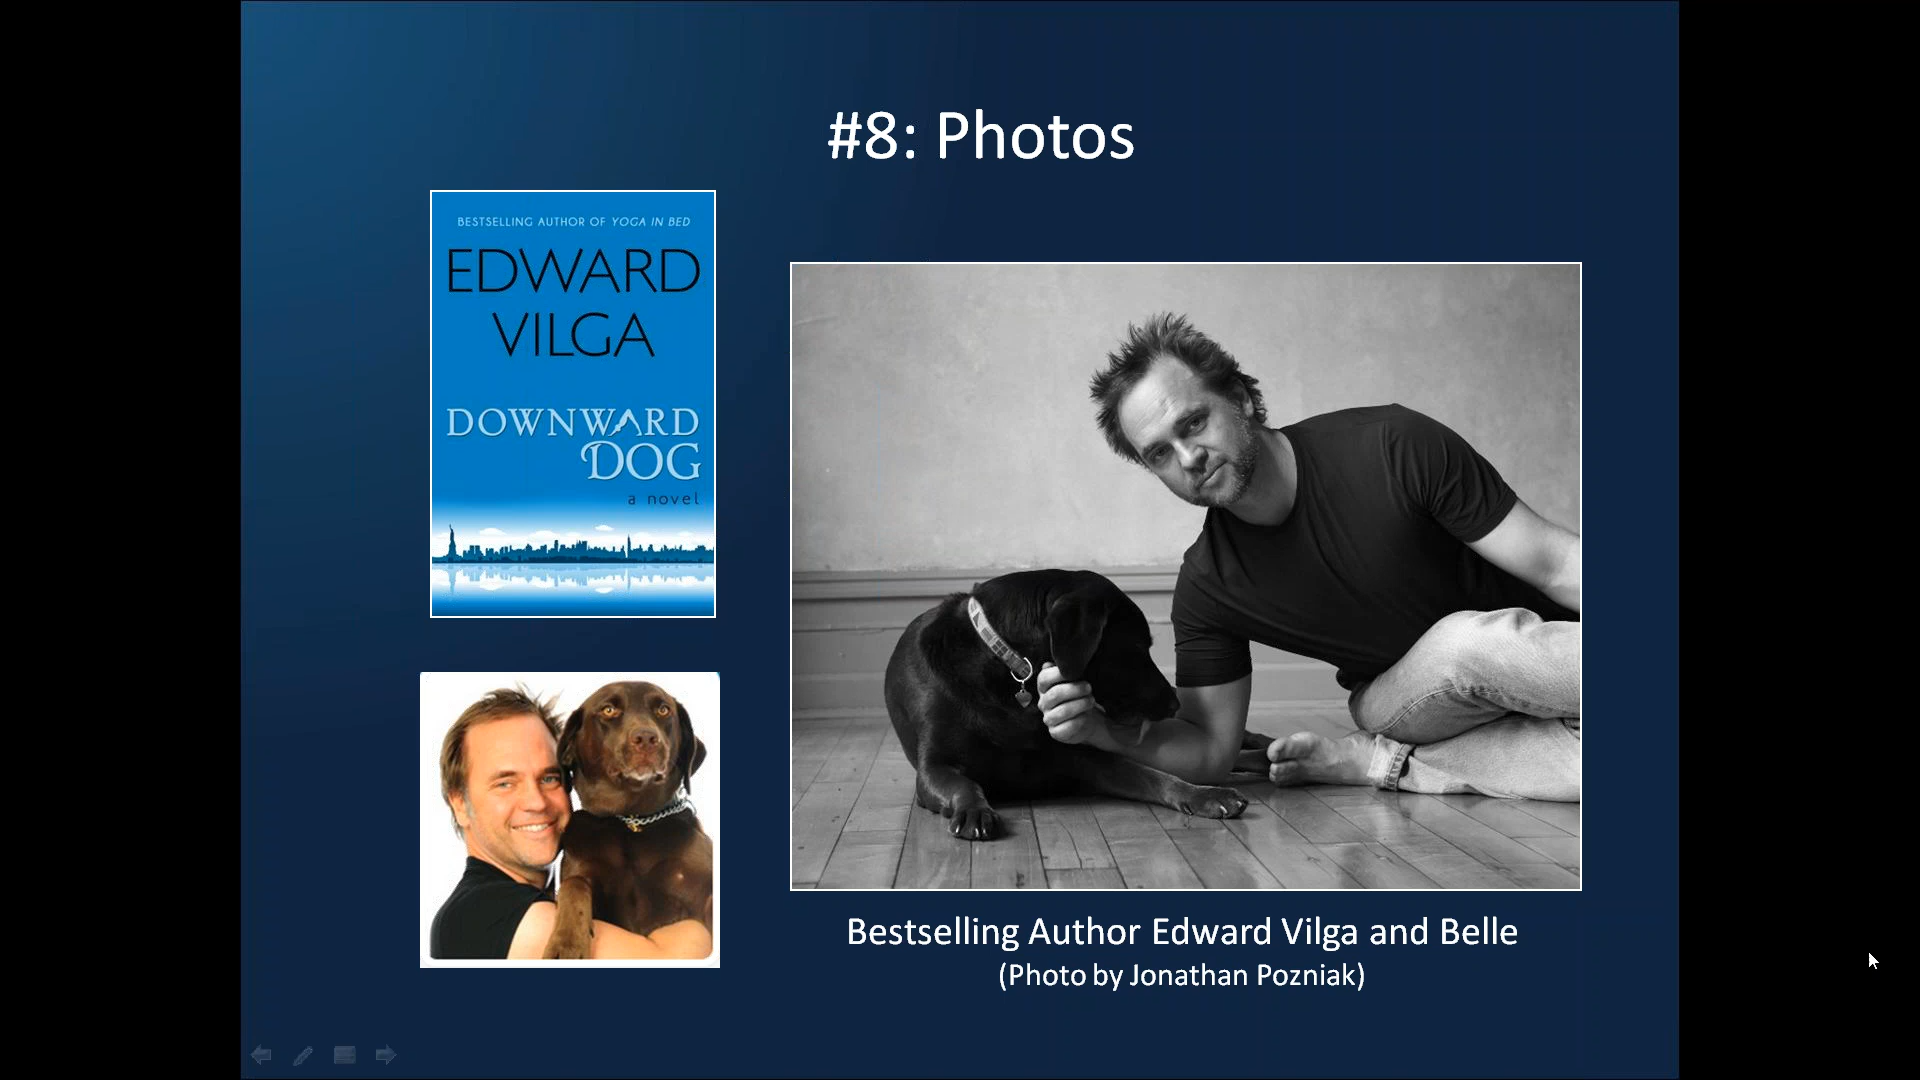 #8: Photos
BESTSELLING AUTHOR OF YOGA IN BED
EDWARD
VILGA
DOWNWARD
DOG
a novel
Bestselling Author Edward Vilga and Belle
(Photo by Jonathan Pozniak)